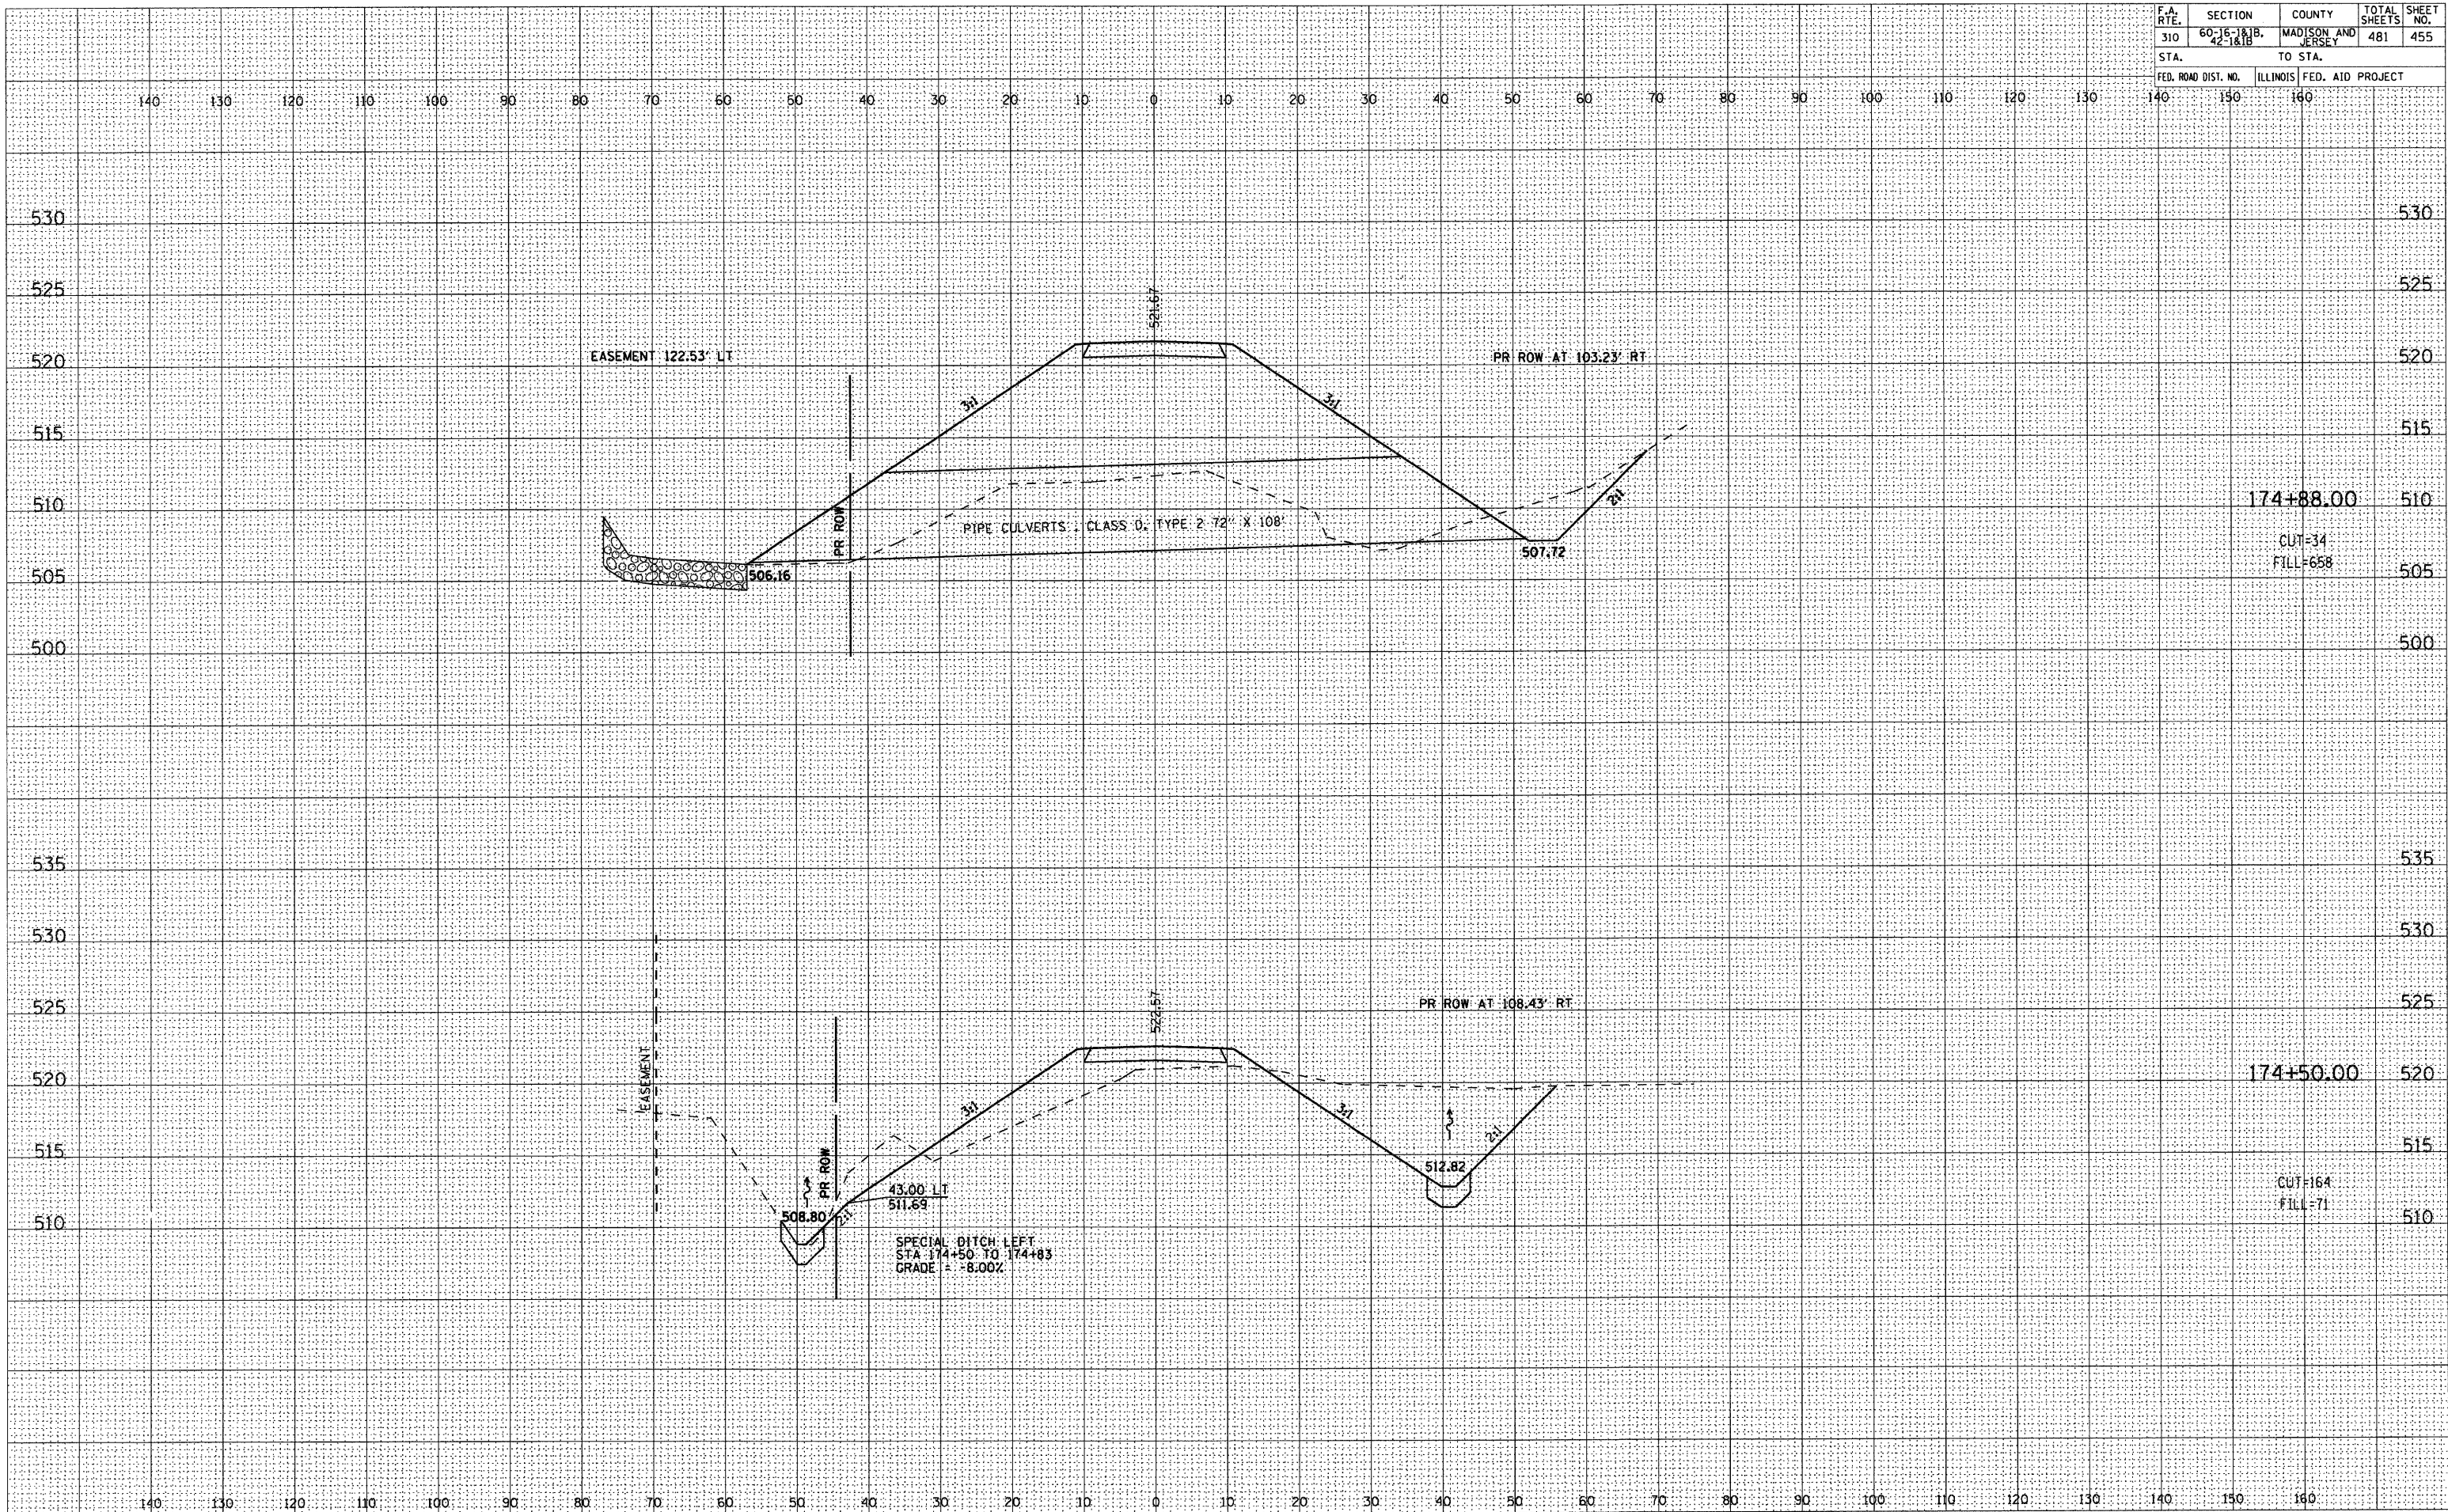 F.A. RTE. SECTION COUNTY TOTAL SHEETS SHEET NO.
310 60-16-1&1B, 42-1&1B MADISON AND JERSEY 481 455
STA. TO STA.
FED. ROAD DIST. NO. ILLINOIS FED. AID PROJECT
140 130 120 110 100 90 80 70 60 50 40 30 20 10 0 10 20 30 40 50 60 70 80 90 100 110 120 130 140 150 160
530 530
525 525
521.67
520 EASEMENT 122.53' LT PR ROW AT 103.23' RT 520
3:1 3:1
515 515
510 2:1 174+88.00 510
PR ROW
PIPE CULVERTS , CLASS D, TYPE 2 72" X 108'
507.72
CUT=34
FILL=658
505 506.16 505
500 500
535 535
530 530
525 522.57 PR ROW AT 108.43' RT 525
520 EASEMENT 174+50.00 520
3:1 3:1 2:1
515 PR ROW 512.82 515
43.00 LT
511.69
CUT=164
FILL=71
510 508.80 2:1 510
SPECIAL DITCH LEFT
STA 174+50 TO 174+83
GRADE = -8.00%
140 130 120 110 100 90 80 70 60 50 40 30 20 10 0 10 20 30 40 50 60 70 80 90 100 110 120 130 140 150 160